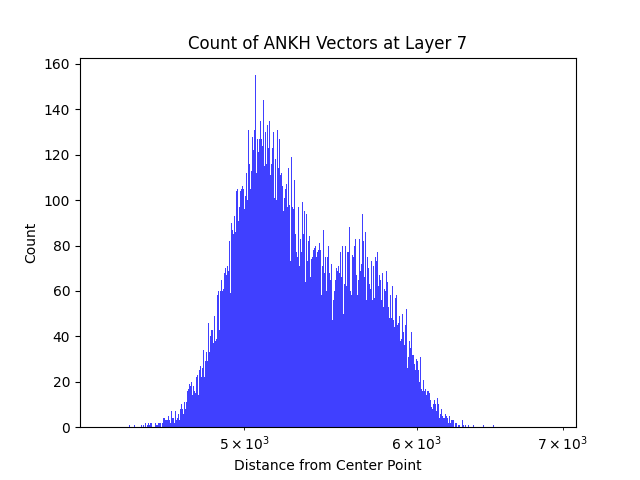 Count of ANKH Vectors at Layer 7
160
140
120
100
80
60
40
20
0
Count
5 × 10³
6 × 10³
7 × 10³
Distance from Center Point